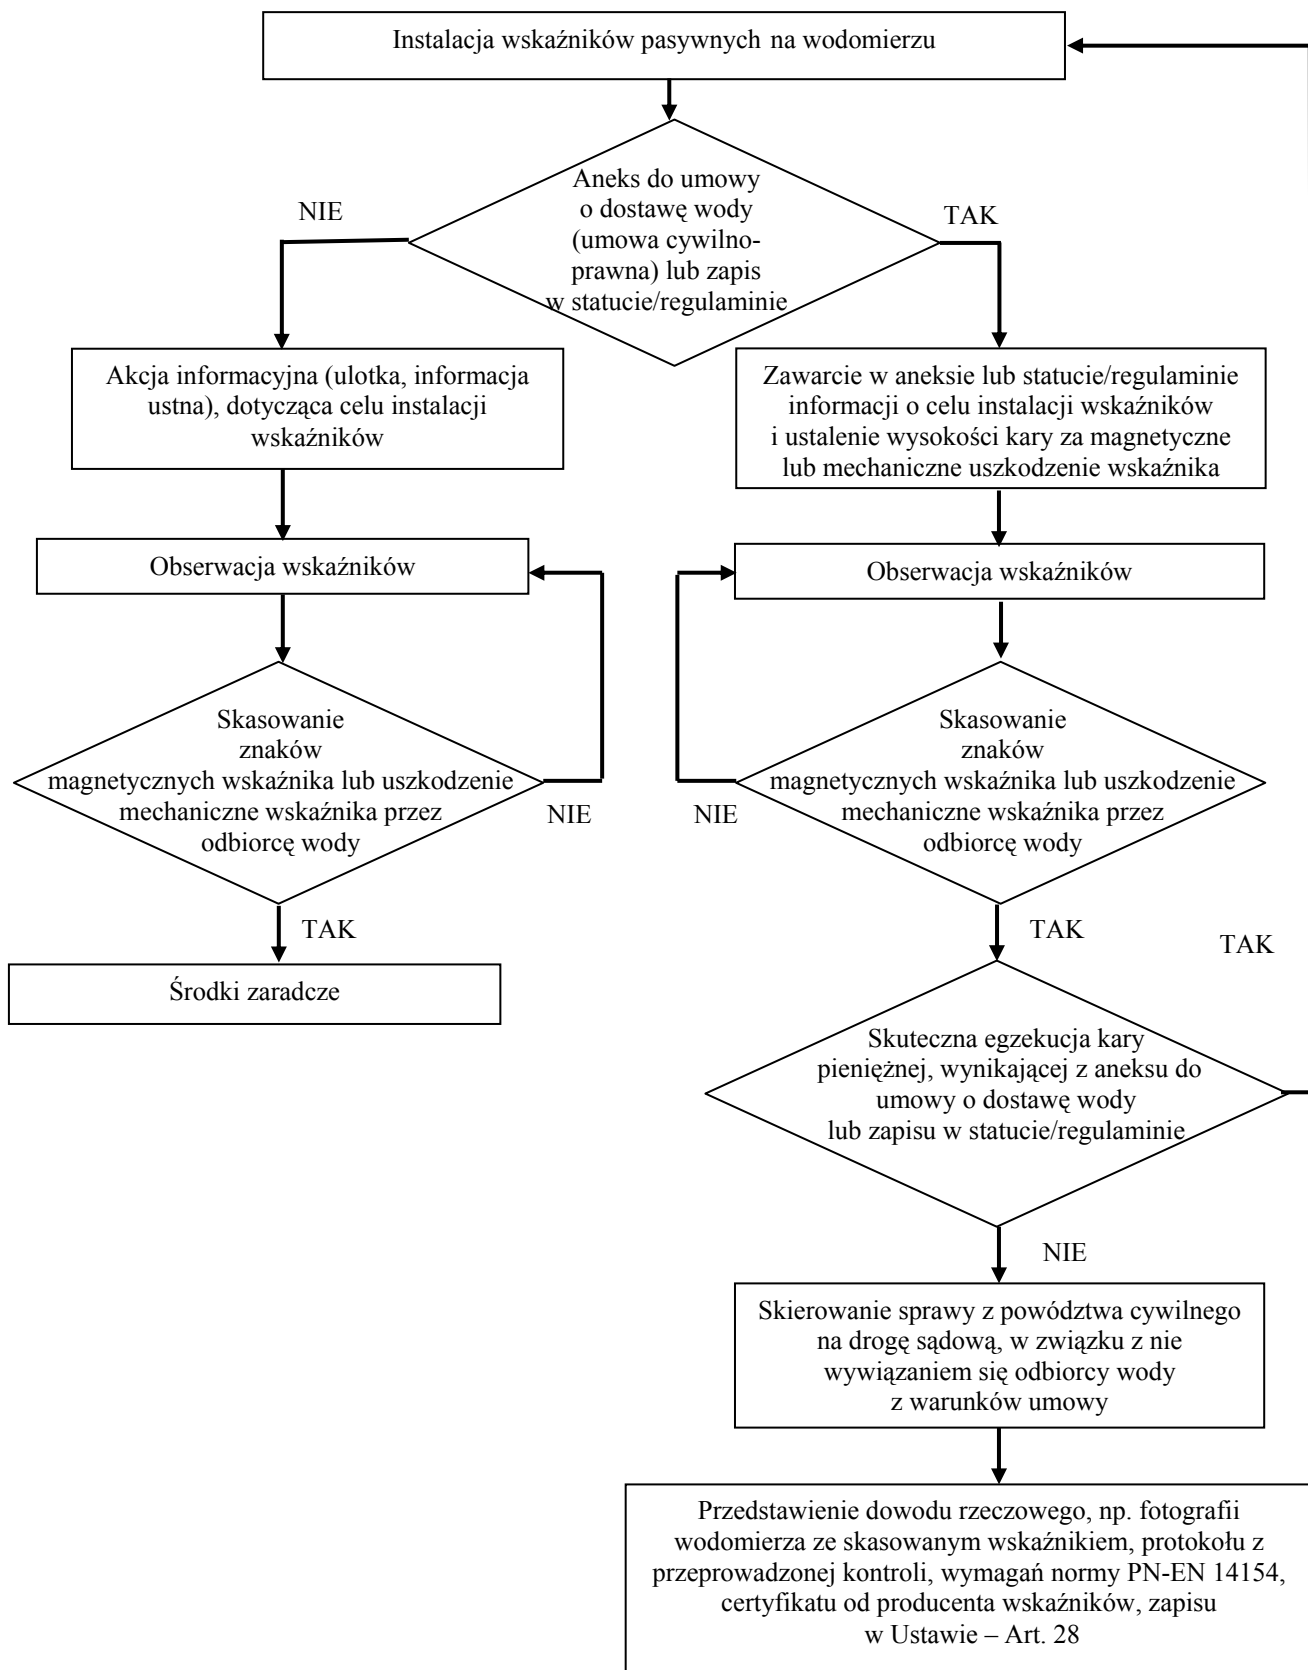 Instalacja wskaźników pasywnych na wodomierzu
Aneks do umowy
o dostawę wody
(umowa cywilno-
prawna) lub zapis
w statucie/regulaminie
NIE
TAK
Akcja informacyjna (ulotka, informacja
ustna), dotycząca celu instalacji
wskaźników
Zawarcie w aneksie lub statucie/regulaminie
informacji o celu instalacji wskaźników
i ustalenie wysokości kary za magnetyczne
lub mechaniczne uszkodzenie wskaźnika
Obserwacja wskaźników
Obserwacja wskaźników
Skasowanie
znaków
magnetycznych wskaźnika lub uszkodzenie
mechaniczne wskaźnika przez
odbiorcę wody
NIE
TAK
Środki zaradcze
Skasowanie
znaków
magnetycznych wskaźnika lub uszkodzenie
mechaniczne wskaźnika przez
odbiorcę wody
NIE
TAK
TAK
Skuteczna egzekucja kary
pieniężnej, wynikającej z aneksu do
umowy o dostawę wody
lub zapisu w statucie/regulaminie
NIE
Skierowanie sprawy z powództwa cywilnego
na drogę sądową, w związku z nie
wywiązaniem się odbiorcy wody
z warunków umowy
Przedstawienie dowodu rzeczowego, np. fotografii
wodomierza ze skasowanym wskaźnikiem, protokołu z
przeprowadzonej kontroli, wymagań normy PN-EN 14154,
certyfikatu od producenta wskaźników, zapisu
w Ustawie – Art. 28